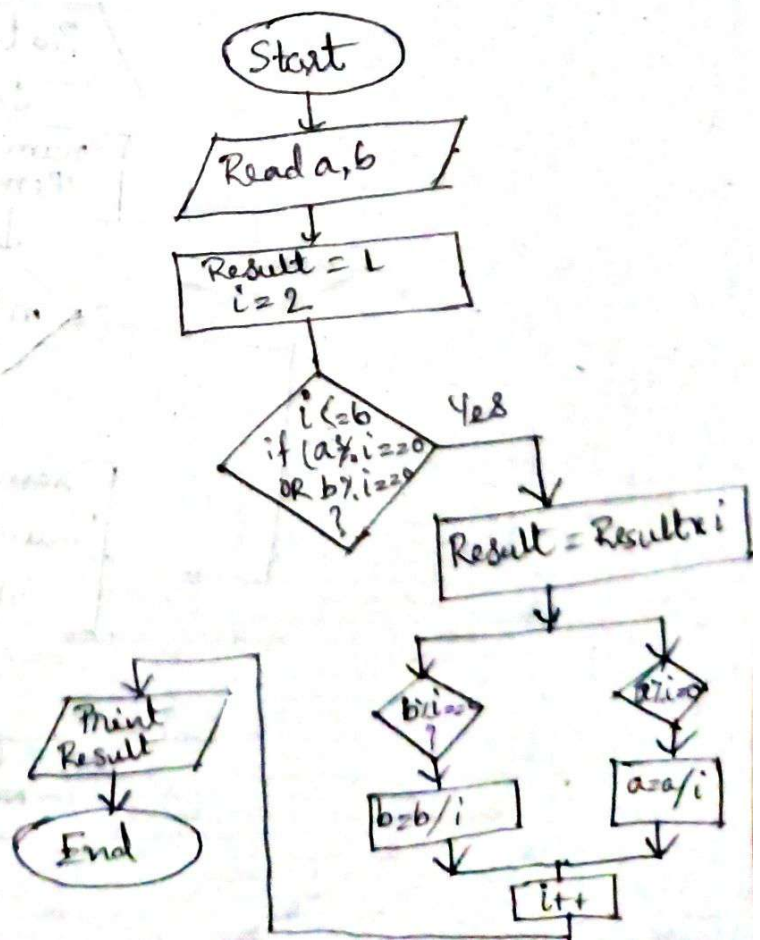 Start
Read a, b
Result = 1
i = 2
i <= b
if (a % i == 0
OR b % i == 0
?
Yes
Result = Result * i
b % i == 0
?
a % i = 0
b = b / i
a = a / i
i++
Print
Result
End